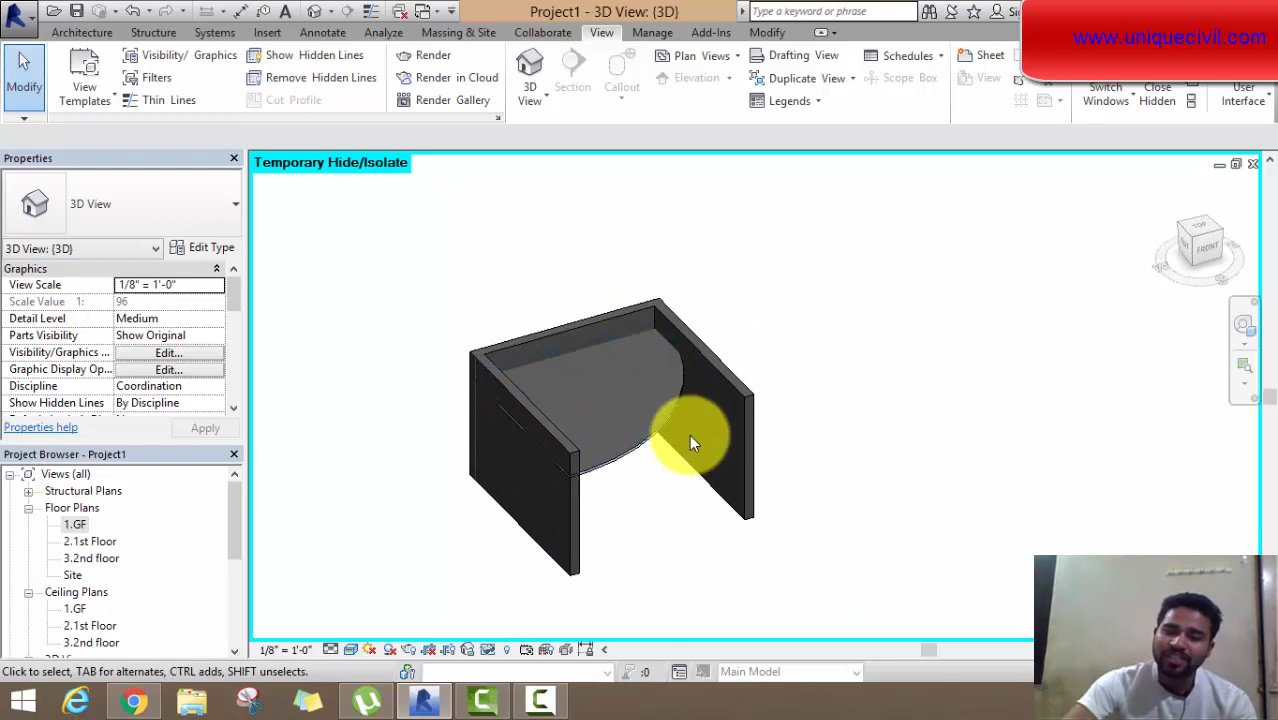 Project1 - 3D View: {3D}
Type a keyword or phrase
www.uniquecivil.com
Architecture Structure Systems Insert Annotate Analyze Massing & Site Collaborate View Manage Add-Ins Modify
Modify
View Templates
Visibility/ Graphics
Filters
Thin Lines
Show Hidden Lines
Remove Hidden Lines
Cut Profile
Render
Render in Cloud
Render Gallery
3D View
Section
Callout
Plan Views
Elevation
Drafting View
Duplicate View
Legends
Schedules
Scope Box
Sheet
View
Switch Windows
Close Hidden
User Interface
Properties
3D View
3D View: {3D} Edit Type
Graphics
View Scale 1/8" = 1'-0"
Scale Value 1: 96
Detail Level Medium
Parts Visibility Show Original
Visibility/Graphics ... Edit...
Graphic Display Op... Edit...
Discipline Coordination
Show Hidden Lines By Discipline
Properties help Apply
Project Browser - Project1
Views (all)
Structural Plans
Floor Plans
1.GF
2.1st Floor
3.2nd floor
Site
Ceiling Plans
1.GF
2.1st Floor
3.2nd floor
Temporary Hide/Isolate
TOP
FRONT
1/8" = 1'-0"
Click to select, TAB for alternates, CTRL adds, SHIFT unselects.
:0
Main Model